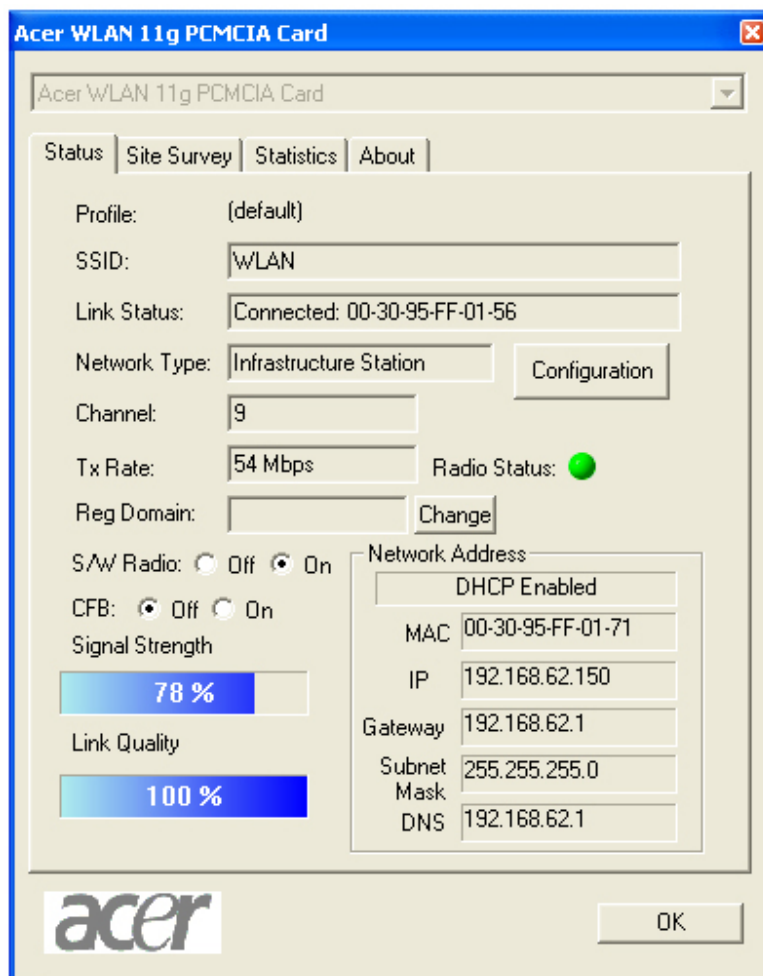 Acer WLAN 11g PCMCIA Card
Acer WLAN 11g PCMCIA Card
Status Site Survey Statistics About
Profile: (default)
SSID: WLAN
Link Status: Connected: 00-30-95-FF-01-56
Network Type: Infrastructure Station Configuration
Channel: 9
Tx Rate: 54 Mbps Radio Status:
Reg Domain: Change
S/W Radio: Off On
CFB: Off On
Signal Strength
78 %
Link Quality
100 %
Network Address
DHCP Enabled
MAC 00-30-95-FF-01-71
IP 192.168.62.150
Gateway 192.168.62.1
Subnet Mask 255.255.255.0
DNS 192.168.62.1
acer
OK